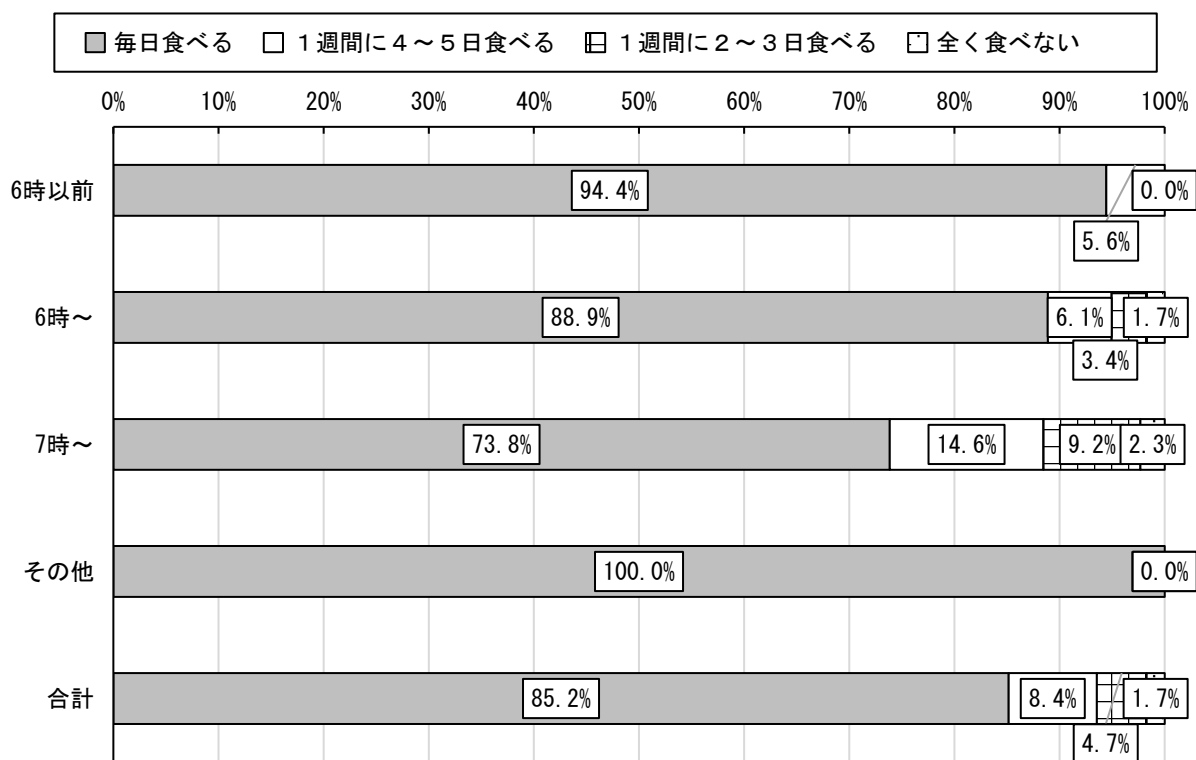 毎日食べる １週間に４～５日食べる １週間に２～３日食べる 全く食べない
0% 10% 20% 30% 40% 50% 60% 70% 80% 90% 100%
6時以前 94.4% 0.0%
5.6%
6時～ 88.9% 6.1% 1.7%
3.4%
7時～ 73.8% 14.6% 9.2% 2.3%
その他 100.0% 0.0%
合計 85.2% 8.4% 1.7%
4.7%